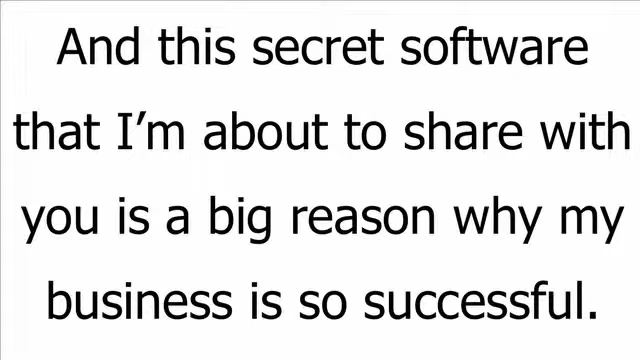 And this secret software
that I’m about to share with
you is a big reason why my
business is so successful.